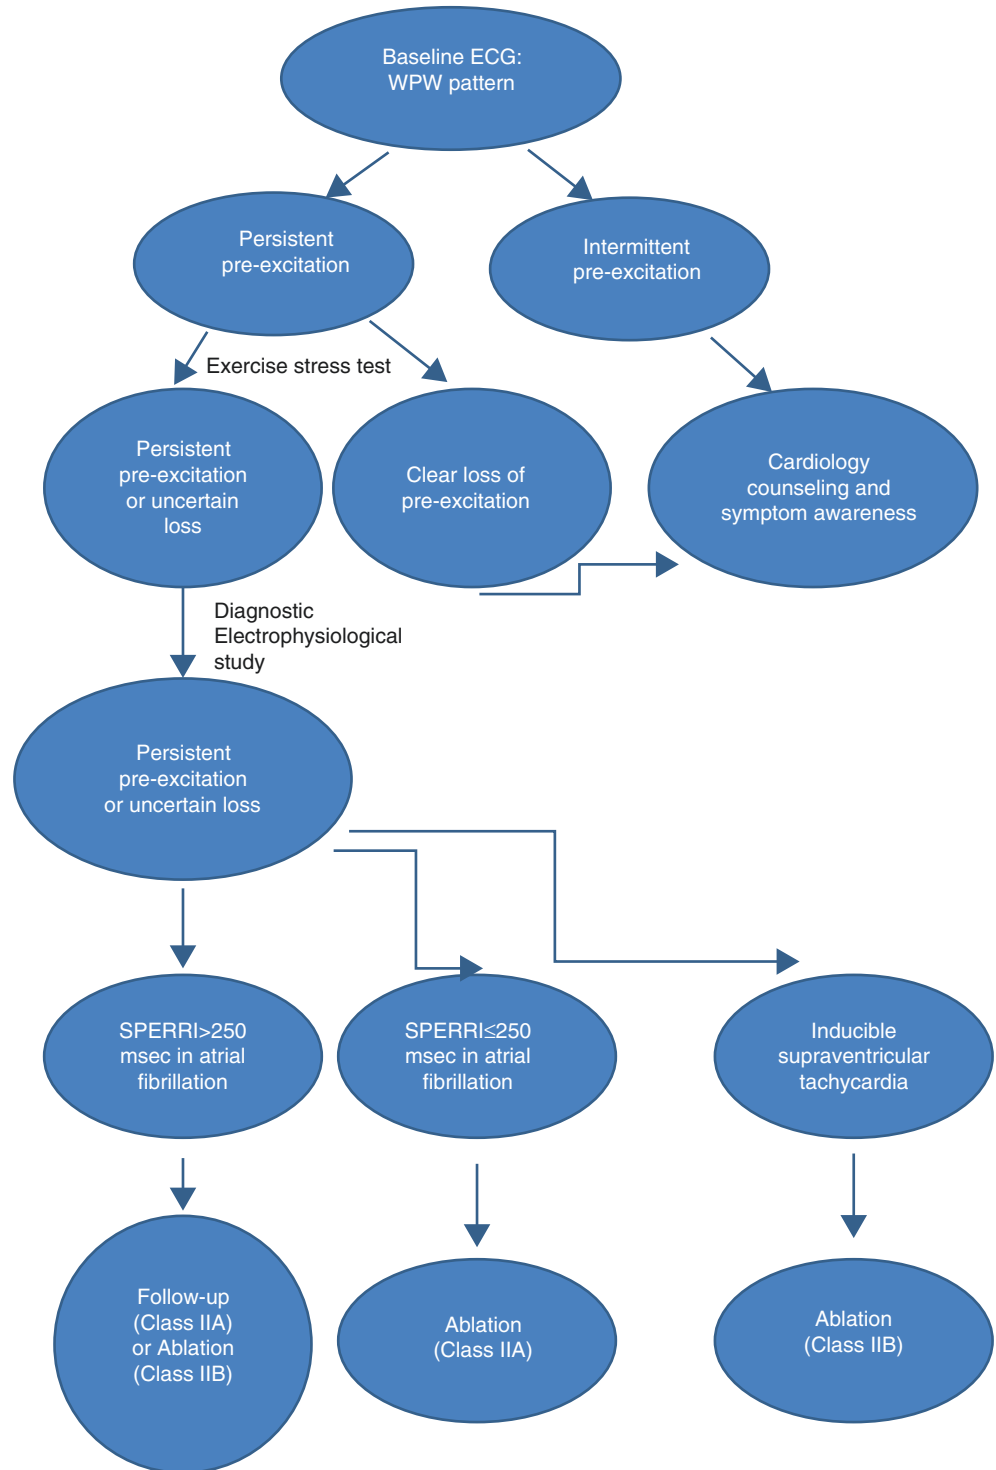 Baseline ECG:
WPW pattern
Persistent
pre-excitation
Intermittent
pre-excitation
Exercise stress test
Persistent
pre-excitation
or uncertain
loss
Clear loss of
pre-excitation
Cardiology
counseling and
symptom awareness
Diagnostic
Electrophysiological
study
Persistent
pre-excitation
or uncertain loss
SPERRI>250
msec in atrial
fibrillation
SPERRI≤250
msec in atrial
fibrillation
Inducible
supraventricular
tachycardia
Follow-up
(Class IIA)
or Ablation
(Class IIB)
Ablation
(Class IIA)
Ablation
(Class IIB)